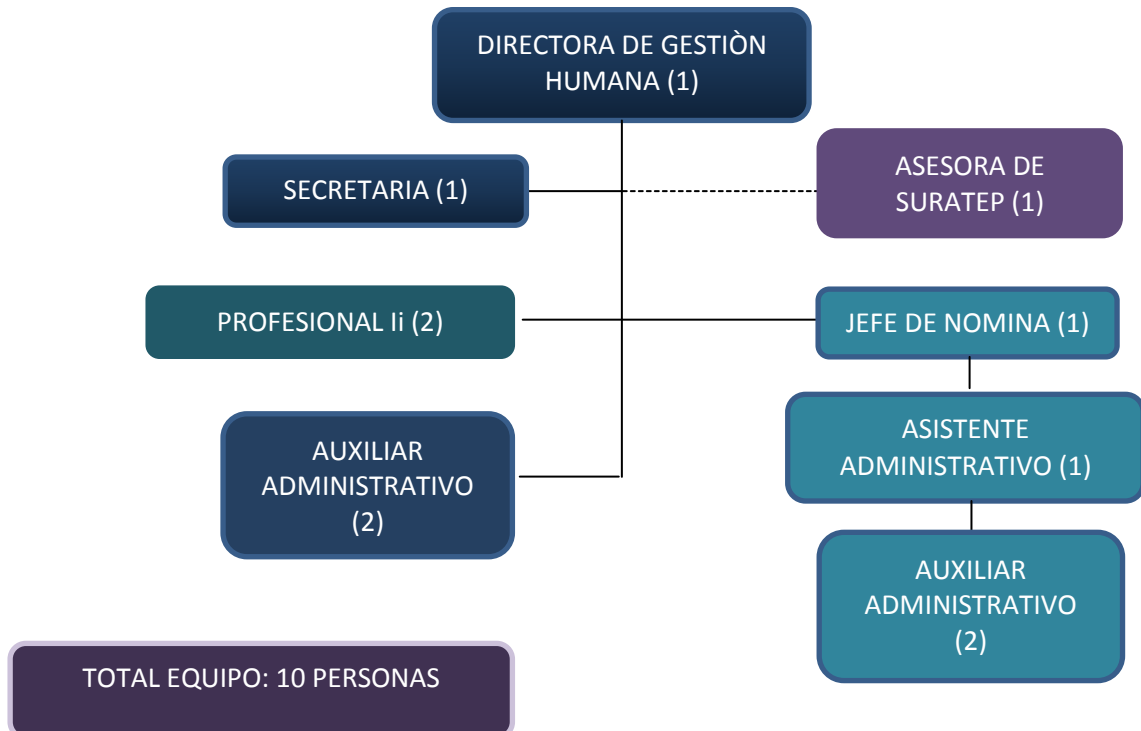 DIRECTORA DE GESTIÒN
HUMANA (1)
SECRETARIA (1)
ASESORA DE
SURATEP (1)
PROFESIONAL Ii (2)
JEFE DE NOMINA (1)
AUXILIAR
ADMINISTRATIVO
(2)
ASISTENTE
ADMINISTRATIVO (1)
AUXILIAR
ADMINISTRATIVO
(2)
TOTAL EQUIPO: 10 PERSONAS